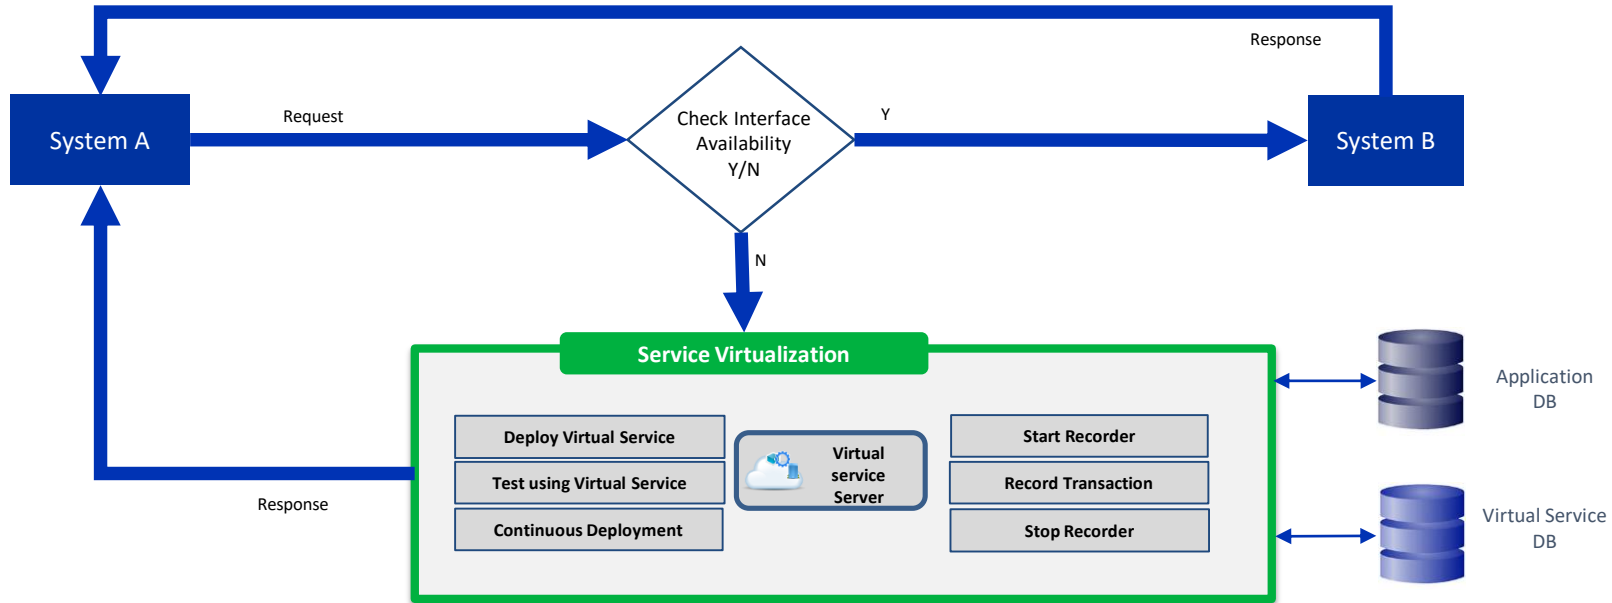 Response
System A
Request
Check Interface
Availability
Y/N
Y
System B
N
Service Virtualization
Application
DB
Deploy Virtual Service
Test using Virtual Service
Continuous Deployment
Virtual
service
Server
Start Recorder
Record Transaction
Stop Recorder
Response
Virtual Service
DB